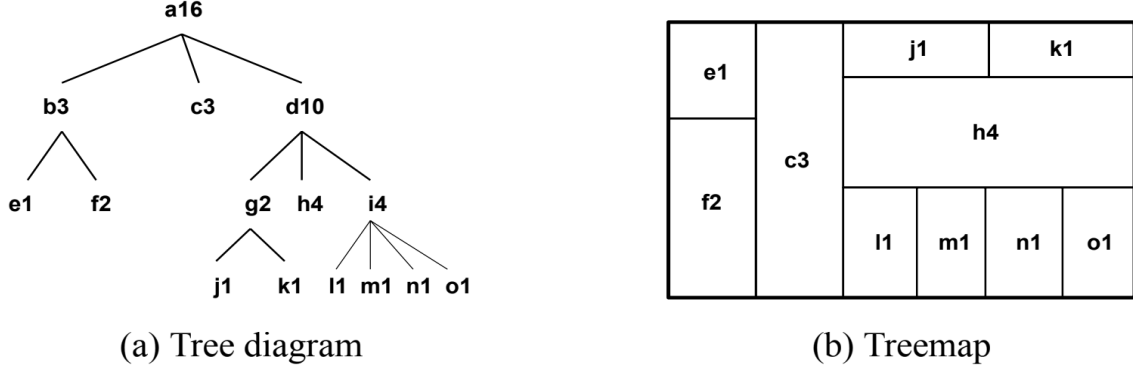 a16
b3 c3 d10
e1 f2 g2 h4 i4
j1 k1 l1 m1 n1 o1
(a) Tree diagram
j1 k1
e1
h4
c3
f2
l1 m1 n1 o1
(b) Treemap